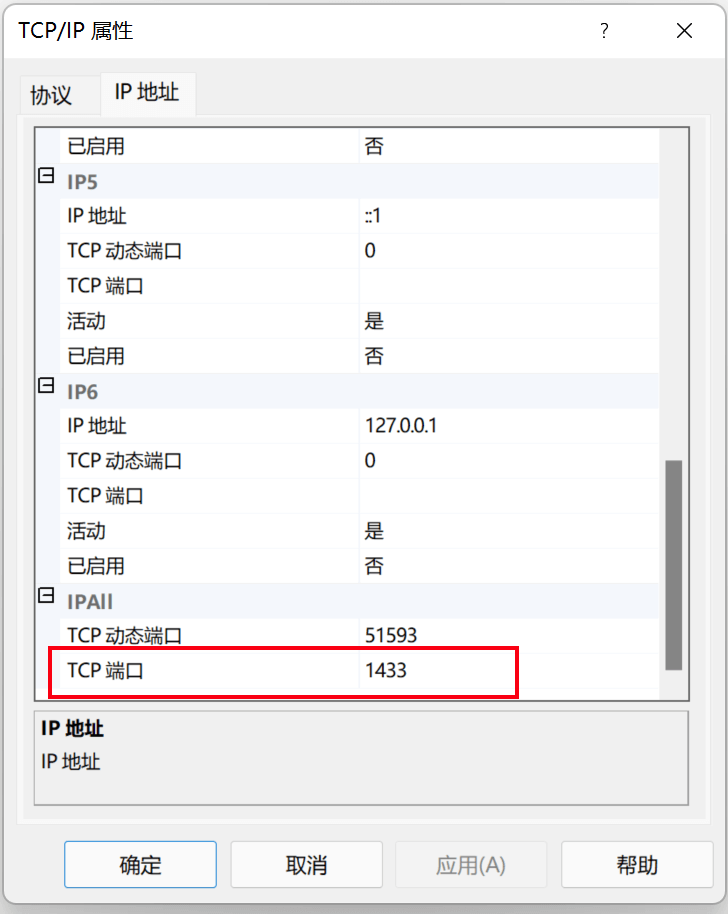 TCP/IP 属性
?
协议
IP 地址
已启用 否
IP5
IP 地址 ::1
TCP 动态端口 0
TCP 端口
活动 是
已启用 否
IP6
IP 地址 127.0.0.1
TCP 动态端口 0
TCP 端口
活动 是
已启用 否
IPAll
TCP 动态端口 51593
TCP 端口 1433
IP 地址
IP 地址
确定 取消 应用(A) 帮助